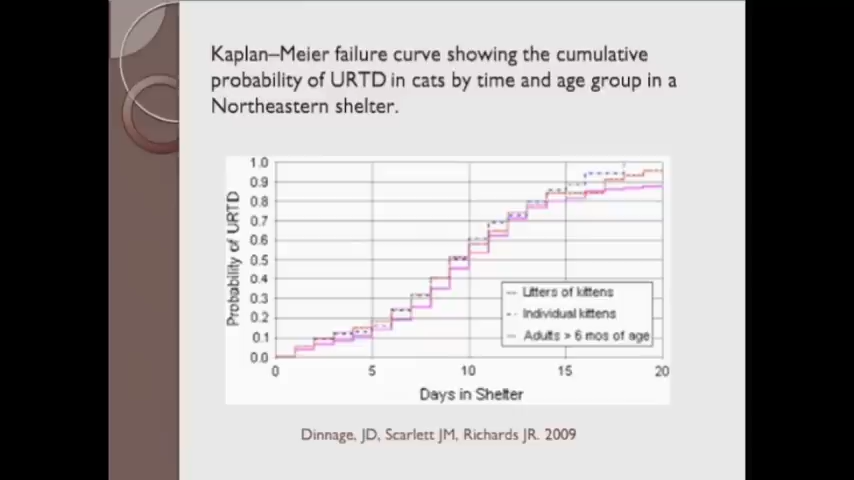 Kaplan–Meier failure curve showing the cumulative
probability of URTD in cats by time and age group in a
Northeastern shelter.
1.0
0.9
0.8
0.7
0.6
0.5
0.4
0.3
0.2
0.1
0.0
Probability of URTD
Litters of kittens
Individual kittens
Adults > 6 mos of age
0 5 10 15 20
Days in Shelter
Dinnage, JD, Scarlett JM, Richards JR. 2009